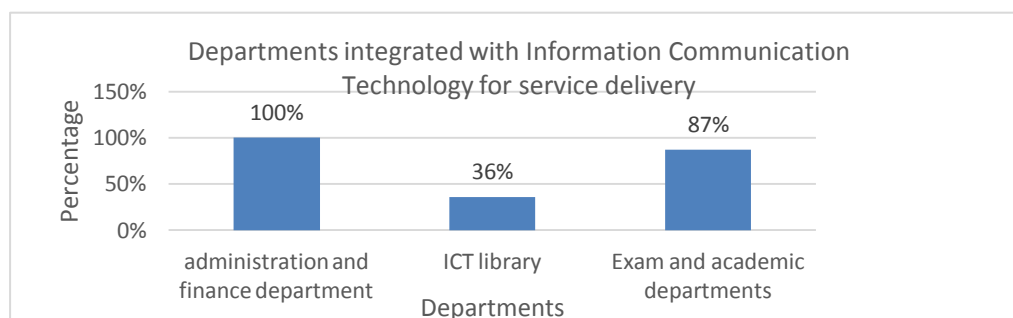 Departments integrated with Information Communication
Technology for service delivery
150%
100%
50%
0%
Percentage
100%
36%
87%
administration and
finance department
ICT library
Exam and academic
departments
Departments